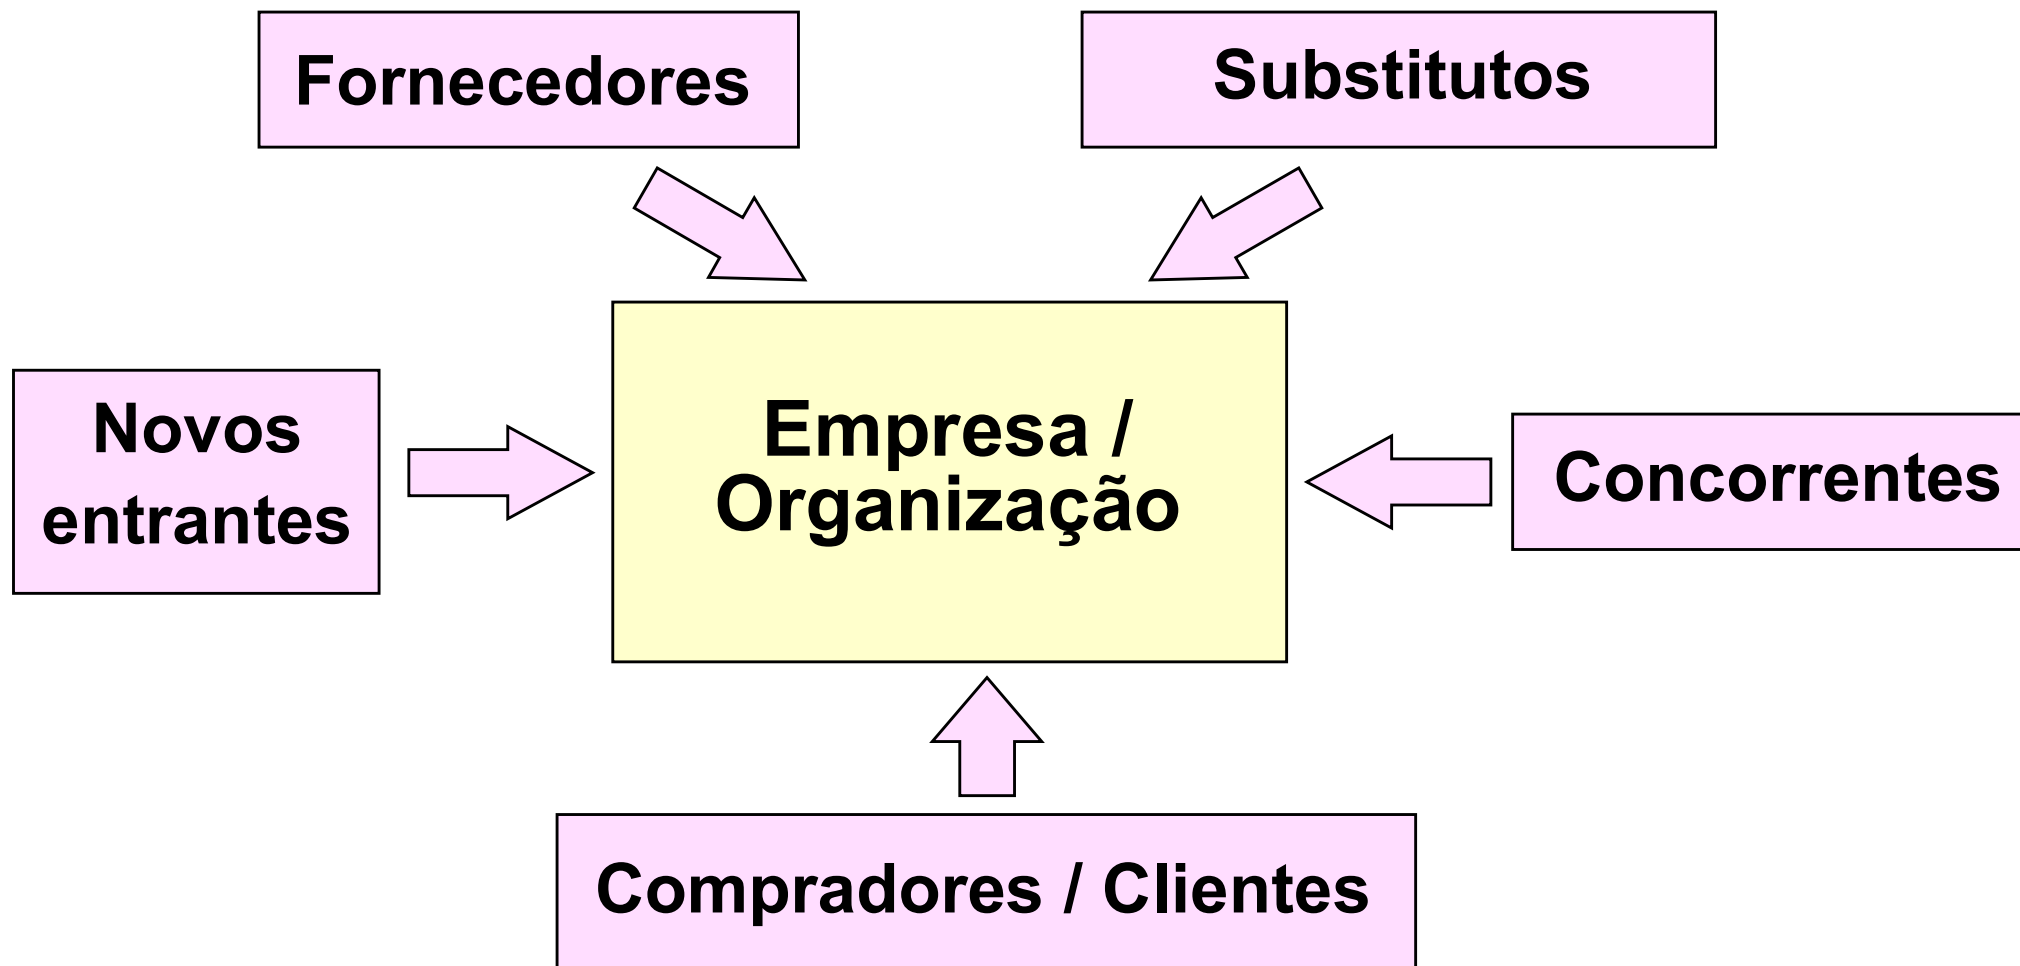 Fornecedores
Substitutos
Novos
entrantes
Empresa /
Organização
Concorrentes
Compradores / Clientes